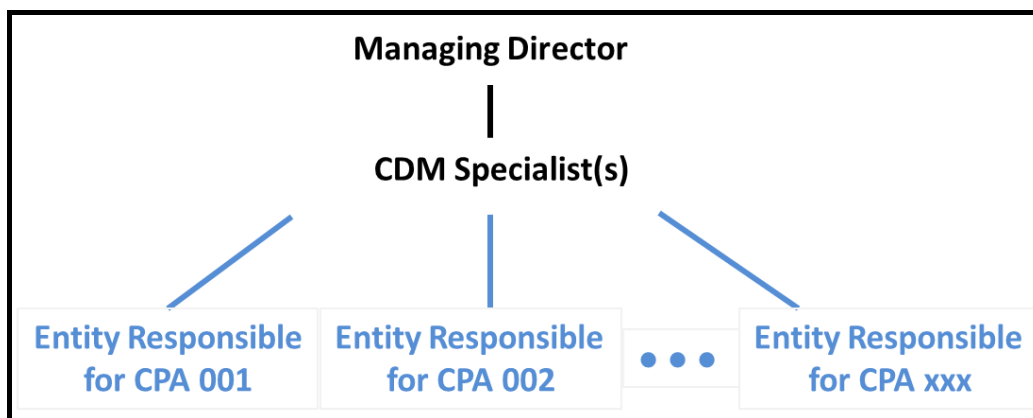 Managing Director
CDM Specialist(s)
Entity Responsible
for CPA 001
Entity Responsible
for CPA 002
Entity Responsible
for CPA xxx